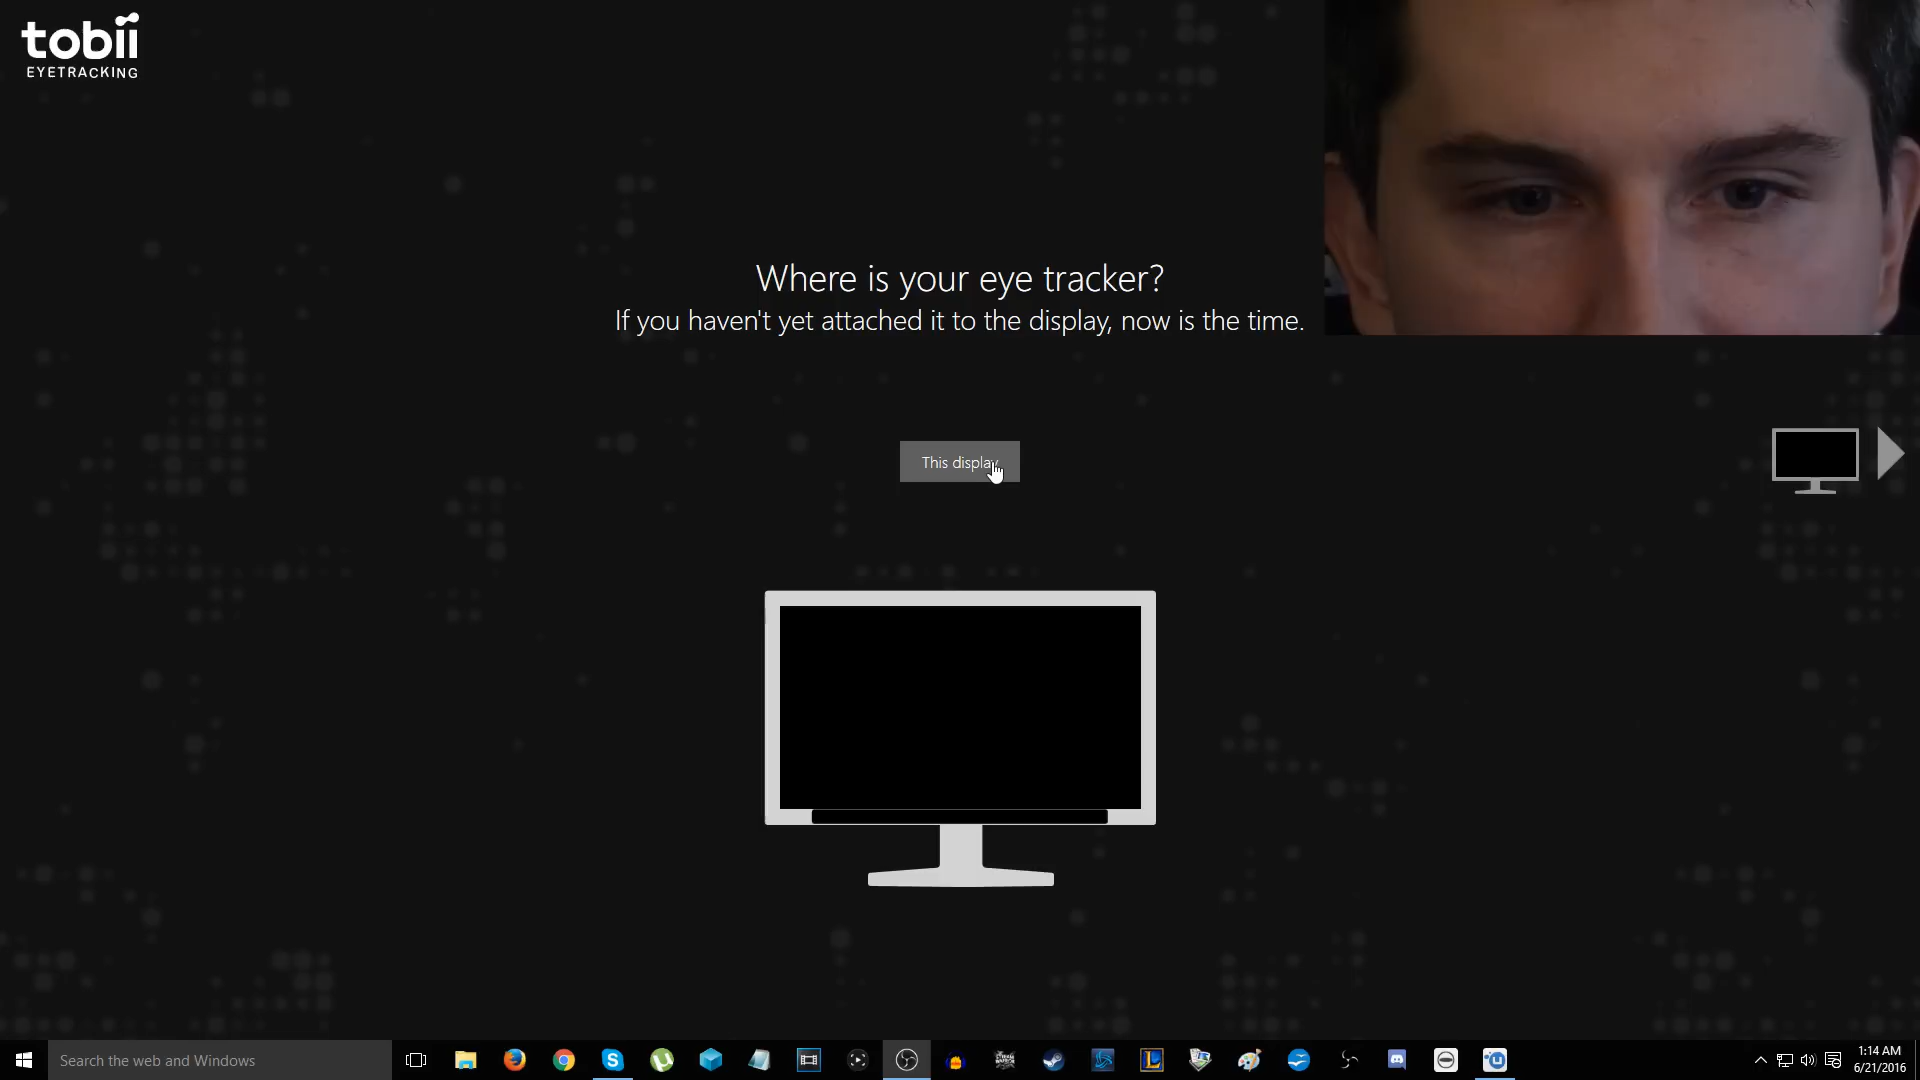 tobii
EYETRACKING
Where is your eye tracker?
If you haven't yet attached it to the display, now is the time.
This display
Search the web and Windows
1:14 AM
6/21/2016